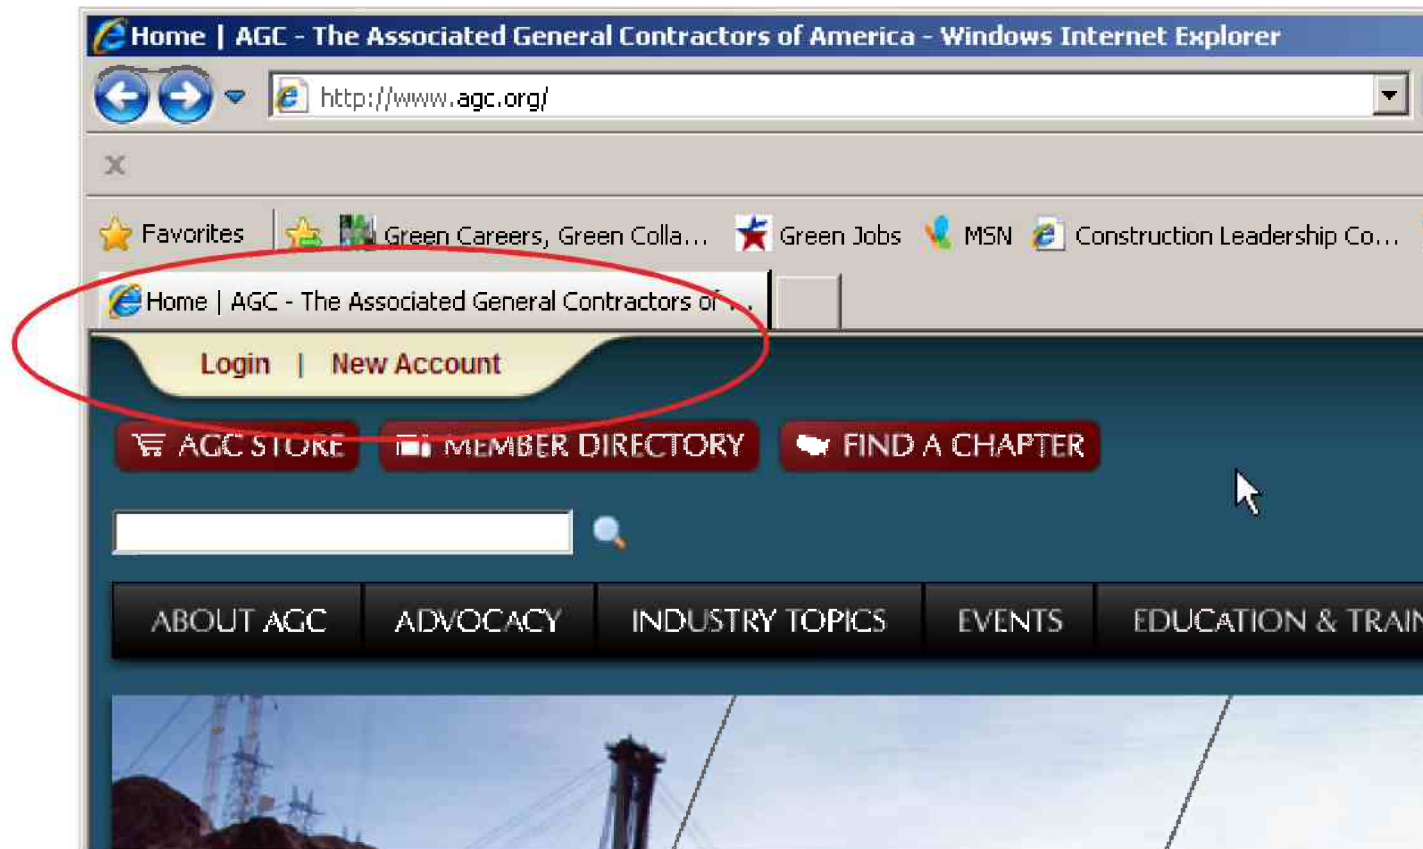 Home | AGC - The Associated General Contractors of America - Windows Internet Explorer
http://www.agc.org/
x
Favorites Green Careers, Green Colla... Green Jobs MSN Construction Leadership Co...
Home | AGC - The Associated General Contractors of ...
Login | New Account
AGC STORE MEMBER DIRECTORY FIND A CHAPTER
ABOUT AGC ADVOCACY INDUSTRY TOPICS EVENTS EDUCATION & TRAIN